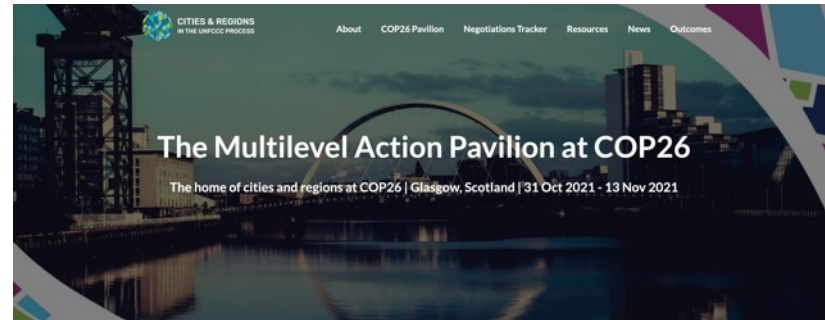 CITIES & REGIONS
IN THE UNFCCC PROCESS
About COP26 Pavilion Negotiations Tracker Resources News Outcomes
The Multilevel Action Pavilion at COP26
The home of cities and regions at COP26 | Glasgow, Scotland | 31 Oct 2021 - 13 Nov 2021